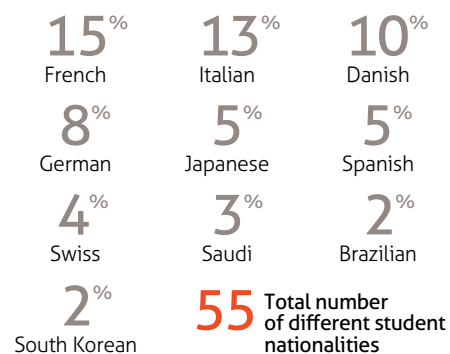 15% 13% 10%
French Italian Danish
8% 5% 5%
German Japanese Spanish
4% 3% 2%
Swiss Saudi Brazilian
2%
South Korean
55 Total number
of different student
nationalities